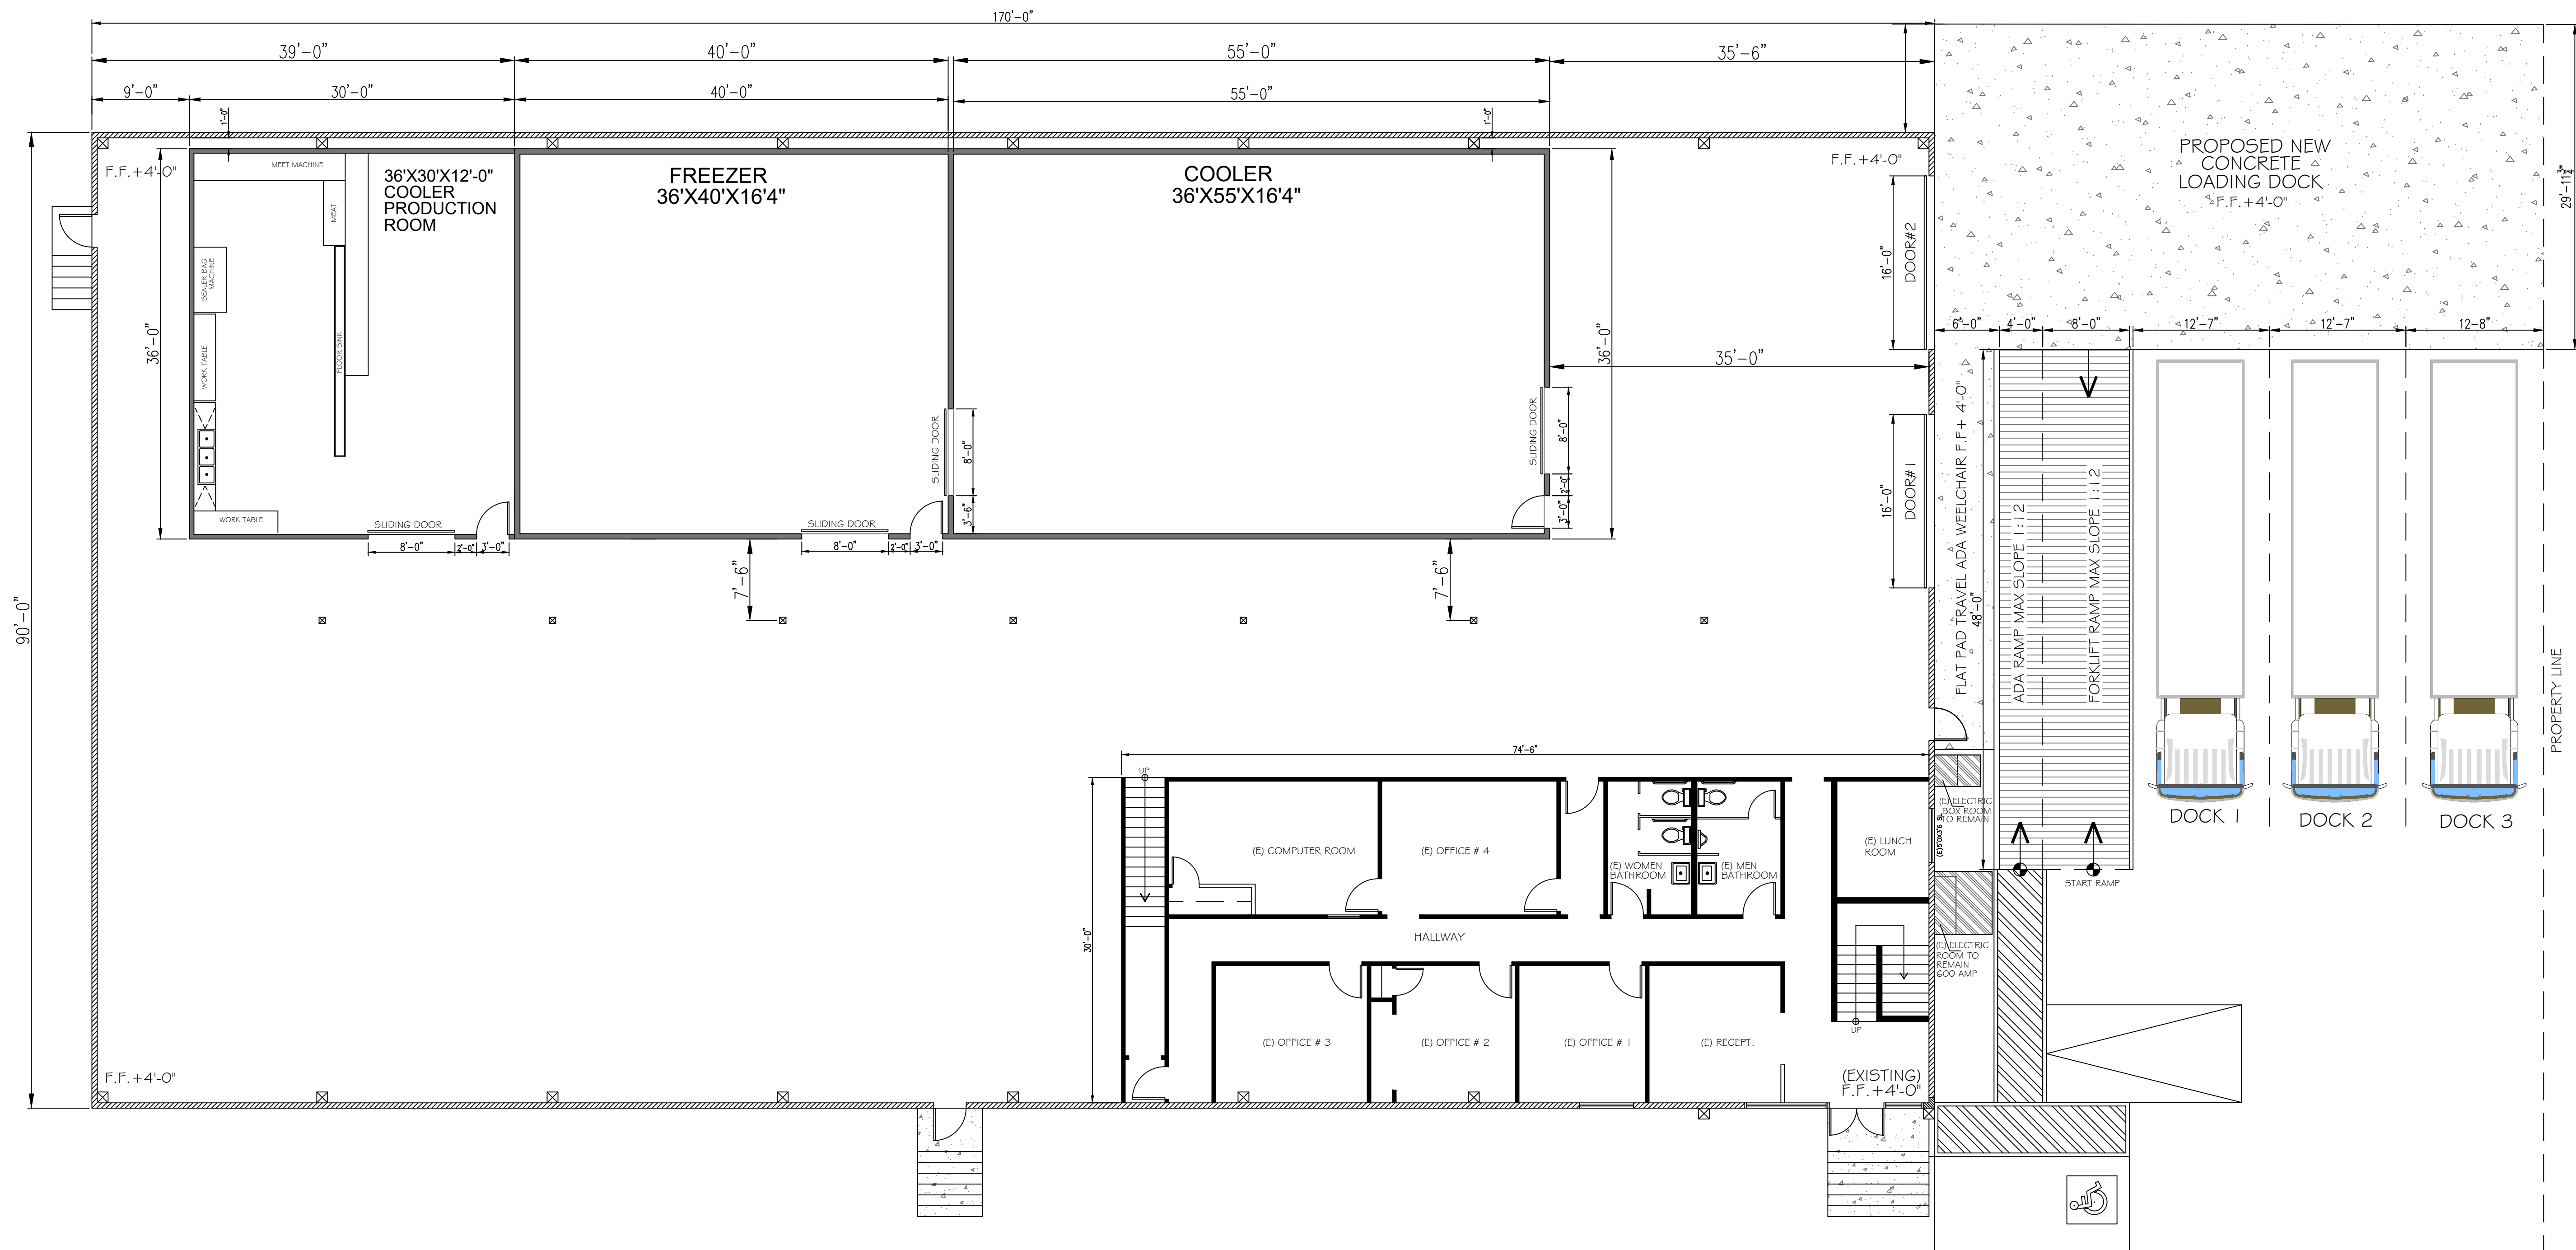 170'-0"
39'-0"
40'-0"
55'-0"
35'-6"
9'-0"
30'-0"
40'-0"
55'-0"
1'-0"
1'-0"
F.F.+4'-0"
MEET MACHINE
36'X30'X12'-0"
COOLER
PRODUCTION
ROOM
MEAT
SEALER BAG
MACHINE
WORK TABLE
FLOOR SINK
WORK TABLE
36'-0"
SLIDING DOOR
8'-0"
2'-0"
3'-0"
FREEZER
36'X40'X16'4"
SLIDING DOOR
8'-0"
3'-6"
SLIDING DOOR
8'-0"
2'-0"
3'-0"
7'-6"
COOLER
36'X55'X16'4"
SLIDING DOOR
8'-0"
2'-0"
3'-0"
36'-0"
35'-0"
7'-6"
F.F.+4'-0"
16'-0"
DOOR#2
16'-0"
DOOR#1
90'-0"
PROPOSED NEW
CONCRETE
LOADING DOCK
F.F.+4'-0"
29'-11 3/4"
6'-0"
4'-0"
8'-0"
12'-7"
12'-7"
12-8"
FLAT PAD TRAVEL ADA WEELCHAIR F.F+ 4'-0"
48'-0"
ADA RAMP MAX SLOPE 1:12
FORKLIFT RAMP MAX SLOPE 1:12
DOCK 1
DOCK 2
DOCK 3
PROPERTY LINE
START RAMP
74'-6"
30'-0"
UP
(E) COMPUTER ROOM
(E) OFFICE # 4
(E) WOMEN
BATHROOM
(E) MEN
BATHROOM
(E) LUNCH
ROOM
(E)5'0X3'6 SL
(E) ELECTRIC
BOX ROOM
TO REMAIN
HALLWAY
(E) ELECTRIC
ROOM TO
REMAIN
600 AMP
UP
(E) OFFICE # 3
(E) OFFICE # 2
(E) OFFICE # 1
(E) RECEPT.
(EXISTING)
F.F.+4'-0"
F.F.+4'-0"